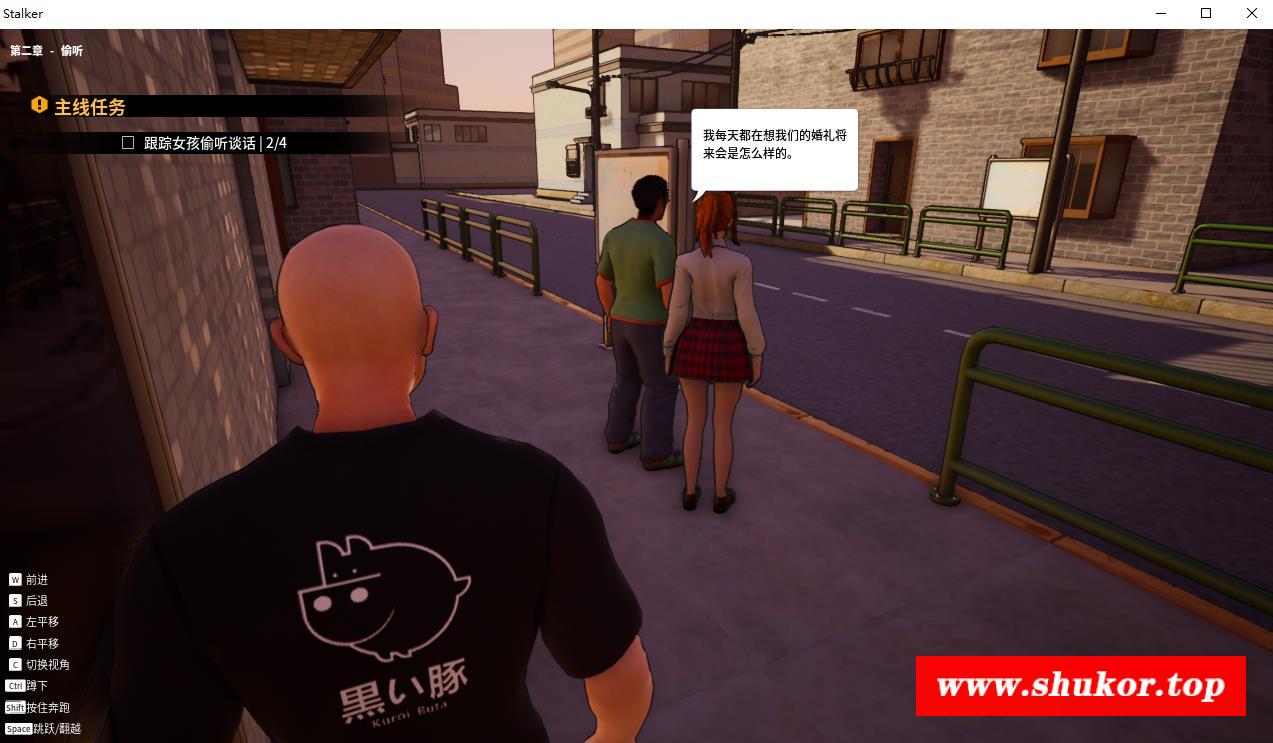 Stalker
第二章 - 偷听
主线任务
跟踪女孩偷听谈话 | 2/4
我每天都在想我们的婚礼将
来会是怎么样的。
W 前进
S 后退
A 左平移
D 右平移
C 切换视角
Ctrl 蹲下
Shift 按住奔跑
Space 跳跃/翻越
黒い豚
Kuroi Buta
www.shukor.top